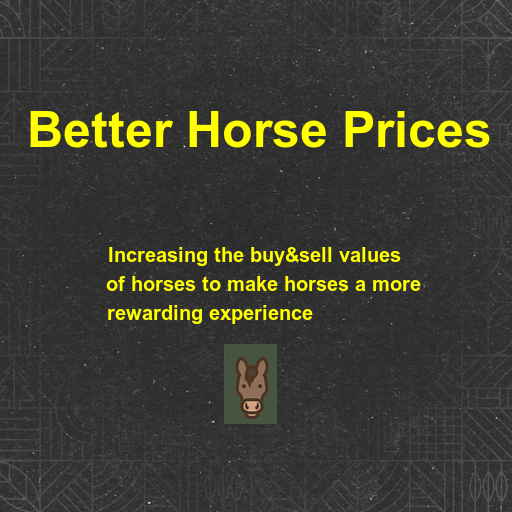 Better Horse Prices
Increasing the buy&sell values
of horses to make horses a more
rewarding experience